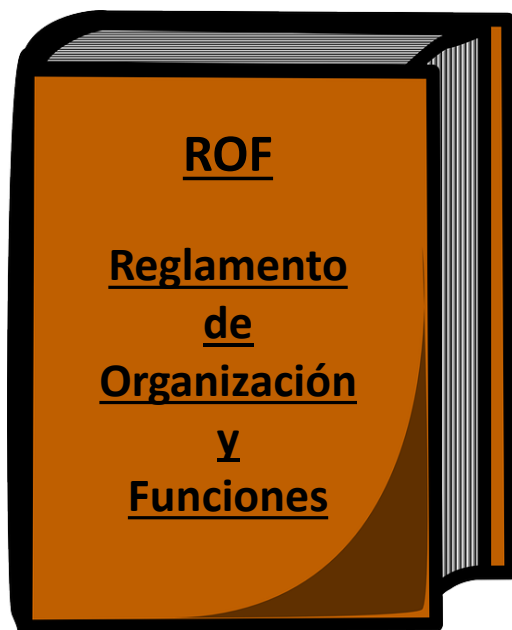 ROF
Reglamento
de
Organización
y
Funciones